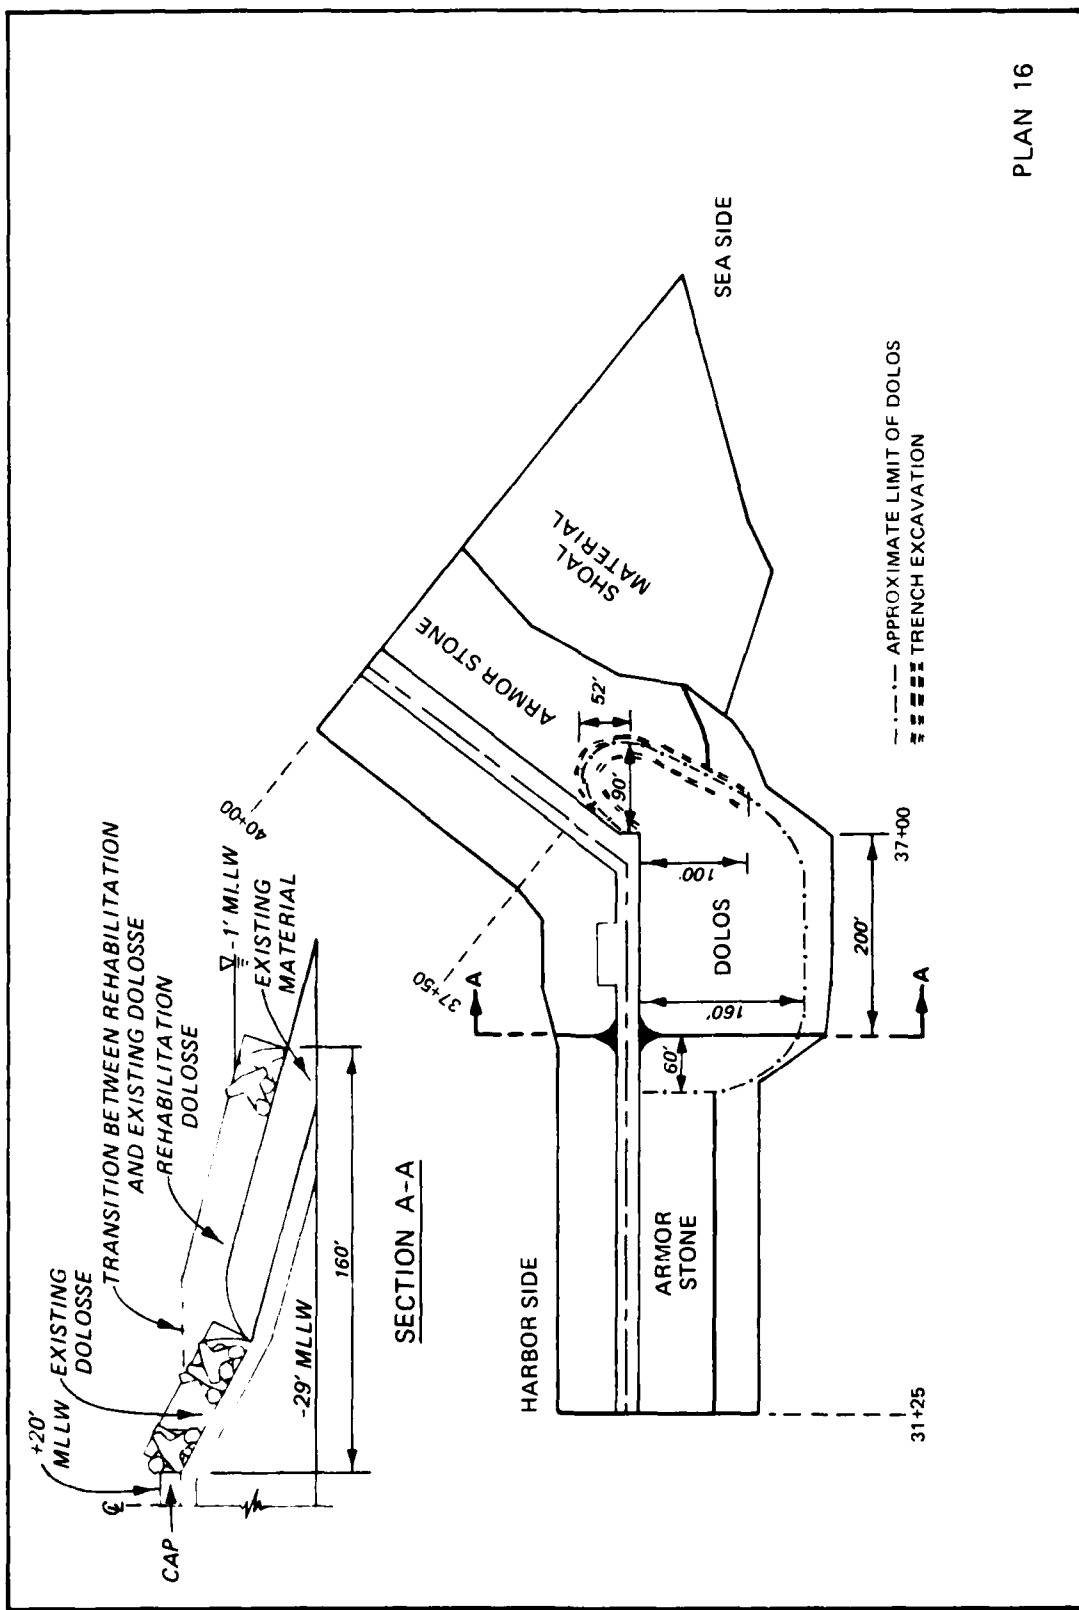 TRANSITION BETWEEN REHABILITATION
AND EXISTING DOLOSSE
REHABILITATION
DOLOSSE
-1' MLLW
EXISTING
MATERIAL
+20'
MLLW
EXISTING
DOLOSSE
℄
CAP
-29' MLLW
160'
SECTION A-A
HARBOR SIDE
40+00
37+50
A
A
ARMOR STONE
SHOAL
MATERIAL
SEA SIDE
52'
90'
100'
DOLOS
160'
60'
200'
ARMOR
STONE
31+25
37+00
APPROXIMATE LIMIT OF DOLOS
TRENCH EXCAVATION
PLAN 16